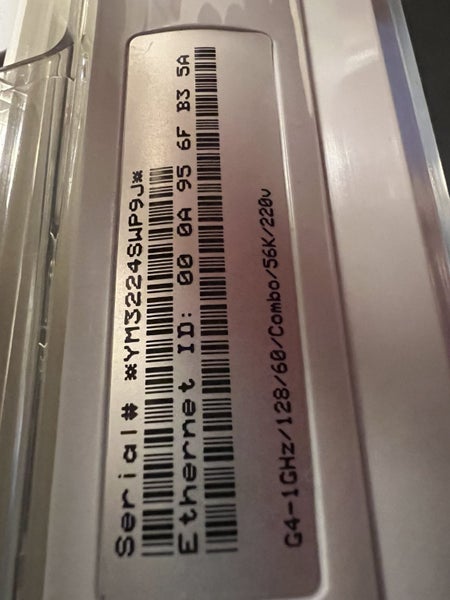 Serial# *YM3224SWP9J*
Ethernet ID: 00 0A 95 6F B3 5A
G4-1GHz/128/60/Combo/56K/220v